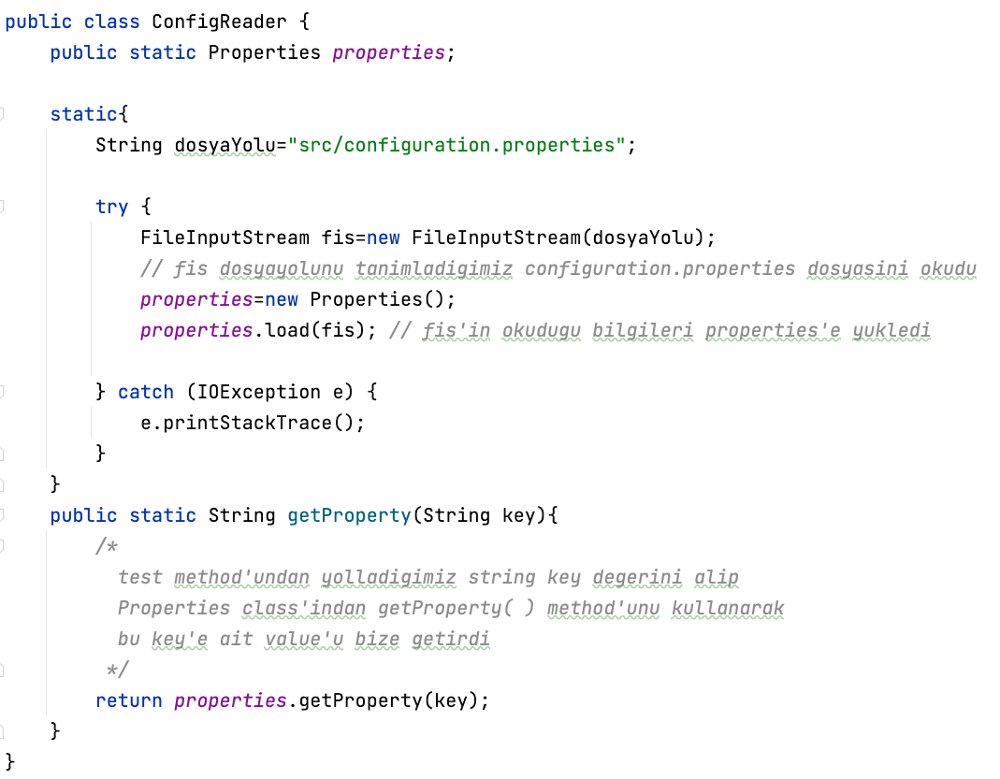 public class ConfigReader {
    public static Properties properties;
    static{
        String dosyaYolu="src/configuration.properties";
        try {
            FileInputStream fis=new FileInputStream(dosyaYolu);
            // fis dosyayolunu tanimladigimiz configuration.properties dosyasini okudu
            properties=new Properties();
            properties.load(fis); // fis'in okudugu bilgileri properties'e yukledi
        } catch (IOException e) {
            e.printStackTrace();
        }
    }
    public static String getProperty(String key){
        /*
          test method'undan yolladigimiz string key degerini alip
          Properties class'indan getProperty( ) method'unu kullanarak
          bu key'e ait value'u bize getirdi
         */
        return properties.getProperty(key);
    }
}